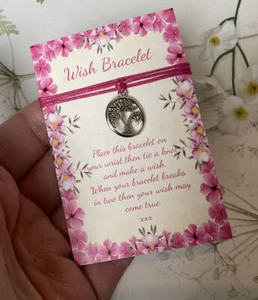 Wish Bracelet
Place this bracelet on
your wrist then tie a knot
and make a wish.
When your bracelet breaks
in two then your wish may
come true.
xxx